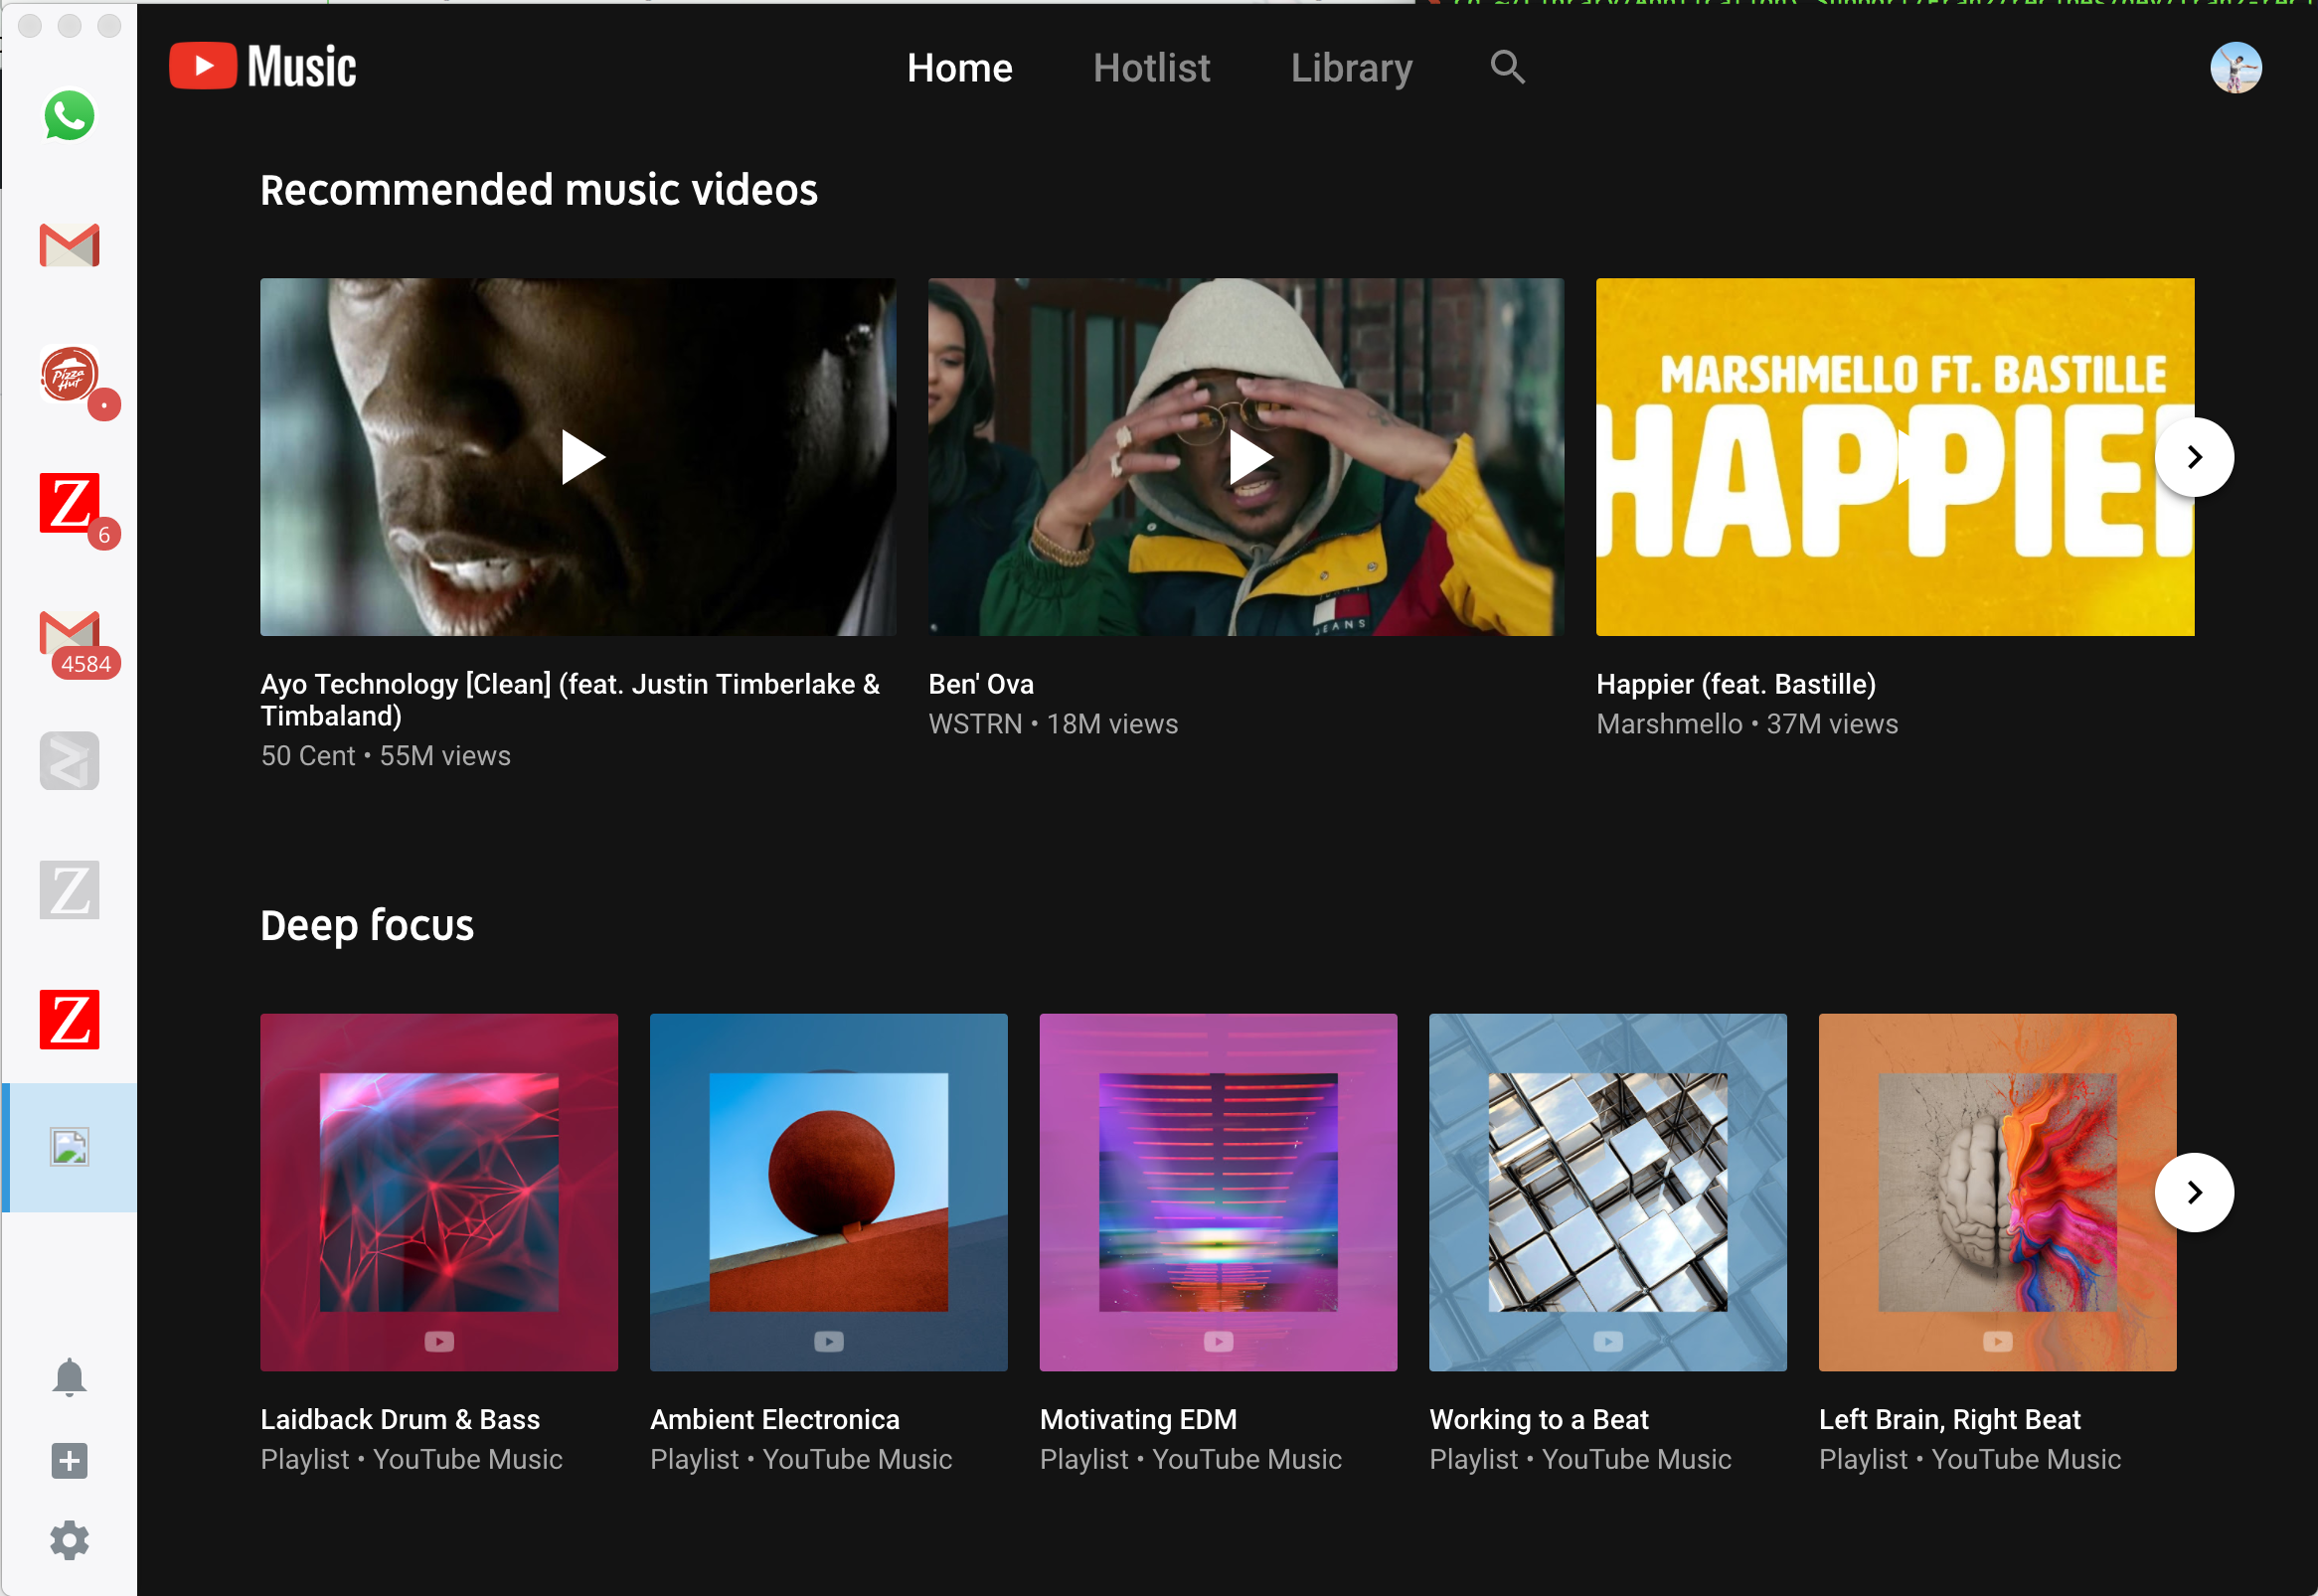 Music
Home
Hotlist
Library
Recommended music videos
MARSHMELLO FT. BASTILLE
HAPPIER
JEANS
Ayo Technology [Clean] (feat. Justin Timberlake &
Timbaland)
50 Cent • 55M views
Ben' Ova
WSTRN • 18M views
Happier (feat. Bastille)
Marshmello • 37M views
Pizza
Hut
Z
6
4584
Z
Z
Deep focus
Laidback Drum & Bass
Playlist • YouTube Music
Ambient Electronica
Playlist • YouTube Music
Motivating EDM
Playlist • YouTube Music
Working to a Beat
Playlist • YouTube Music
Left Brain, Right Beat
Playlist • YouTube Music